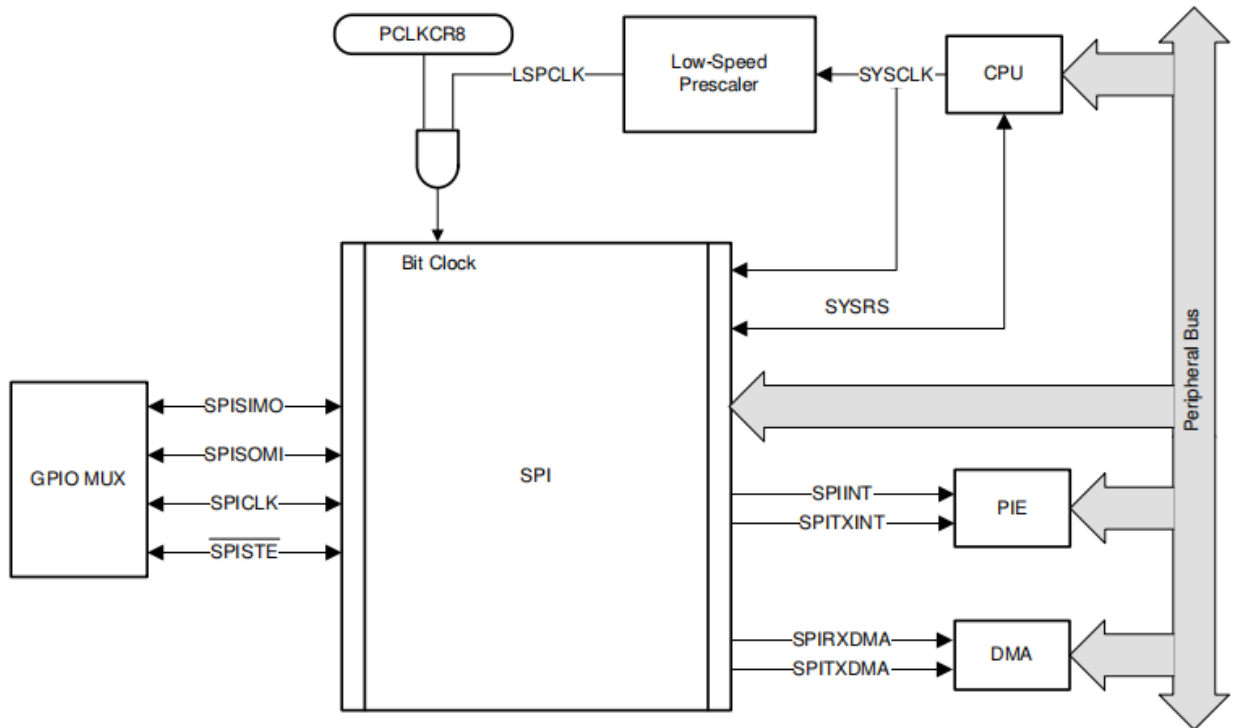 PCLKCR8
LSPCLK
Low-Speed
Prescaler
SYSCLK
CPU
Bit Clock
SYSRS
Peripheral Bus
GPIO MUX
SPISIMO
SPISOMI
SPICLK
SPISTE
SPI
SPIINT
SPITXINT
PIE
SPIRXDMA
SPITXDMA
DMA